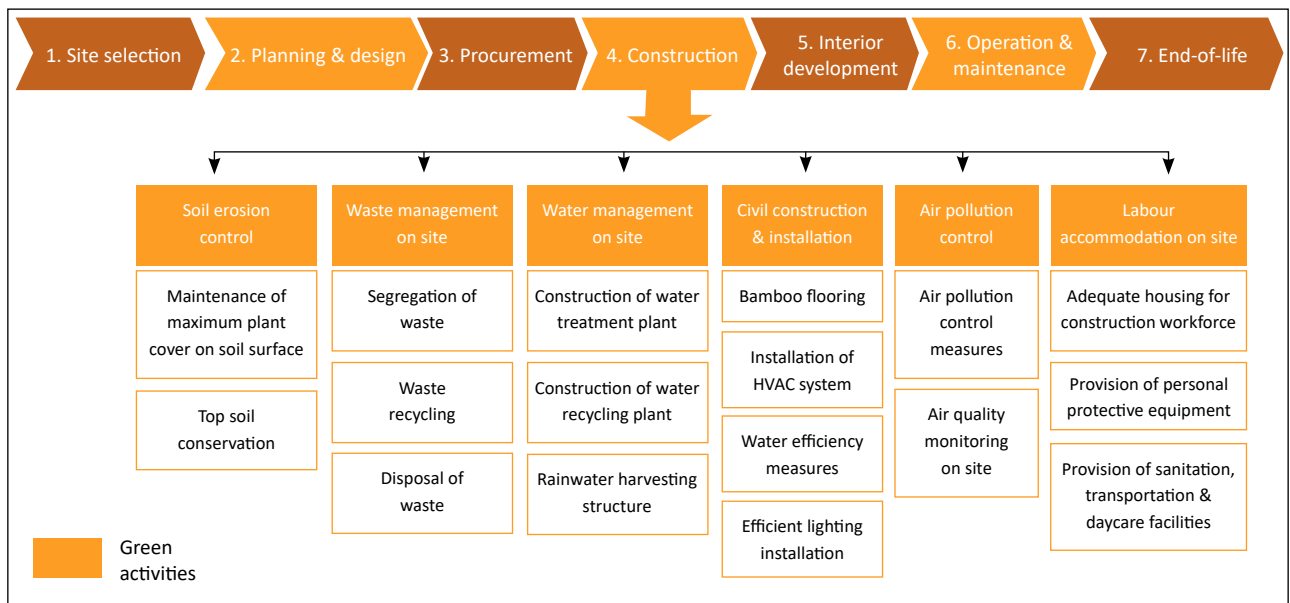 1. Site selection
2. Planning & design
3. Procurement
4. Construction
5. Interior
development
6. Operation &
maintenance
7. End-of-life
Soil erosion
control
Maintenance of
maximum plant
cover on soil surface
Top soil
conservation
Waste management
on site
Segregation of
waste
Waste
recycling
Disposal of
waste
Water management
on site
Construction of water
treatment plant
Construction of water
recycling plant
Rainwater harvesting
structure
Civil construction
& installation
Bamboo flooring
Installation of
HVAC system
Water efficiency
measures
Efficient lighting
installation
Air pollution
control
Air pollution
control
measures
Air quality
monitoring
on site
Labour
accommodation on site
Adequate housing for
construction workforce
Provision of personal
protective equipment
Provision of sanitation,
transportation &
daycare facilities
Green
activities